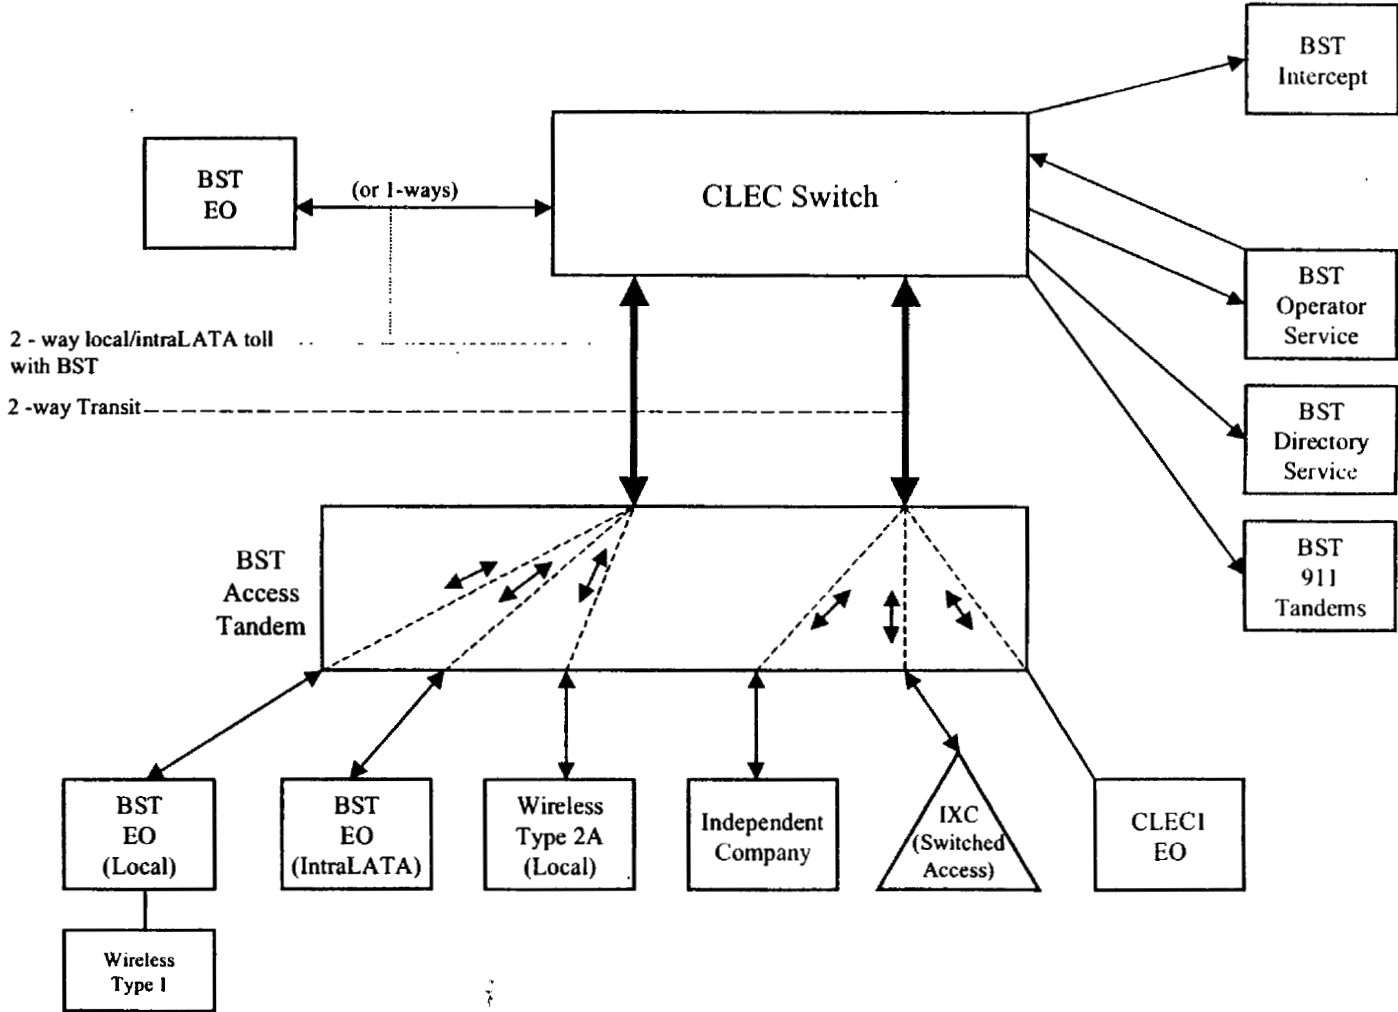 BST
Intercept
BST
EO
(or 1-ways)
CLEC Switch
BST
Operator
Service
2 - way local/intraLATA toll
with BST
2 -way Transit
BST
Directory
Service
BST
Access
Tandem
BST
911
Tandems
BST
EO
(Local)
BST
EO
(IntraLATA)
Wireless
Type 2A
(Local)
Independent
Company
IXC
(Switched
Access)
CLEC1
EO
Wireless
Type 1